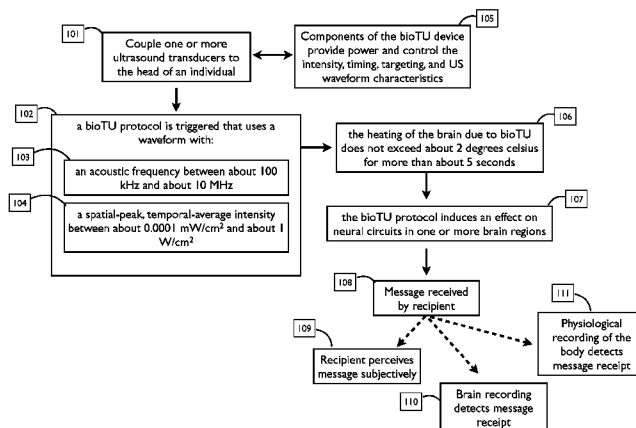 101
Couple one or more
ultrasound transducers to
the head of an individual
105
Components of the bioTU device
provide power and control the
intensity, timing, targeting, and US
waveform characteristics
102
a bioTU protocol is triggered that uses a
waveform with:
103
an acoustic frequency between about 100
kHz and about 10 MHz
104
a spatial-peak, temporal-average intensity
between about 0.0001 mW/cm² and about 1
W/cm²
106
the heating of the brain due to bioTU
does not exceed about 2 degrees celsius
for more than about 5 seconds
107
the bioTU protocol induces an effect on
neural circuits in one or more brain
regions
108
Message received
by recipient
109
Recipient perceives
message subjectively
110
Brain recording
detects message
receipt
111
Physiological
recording of the
body detects
message receipt